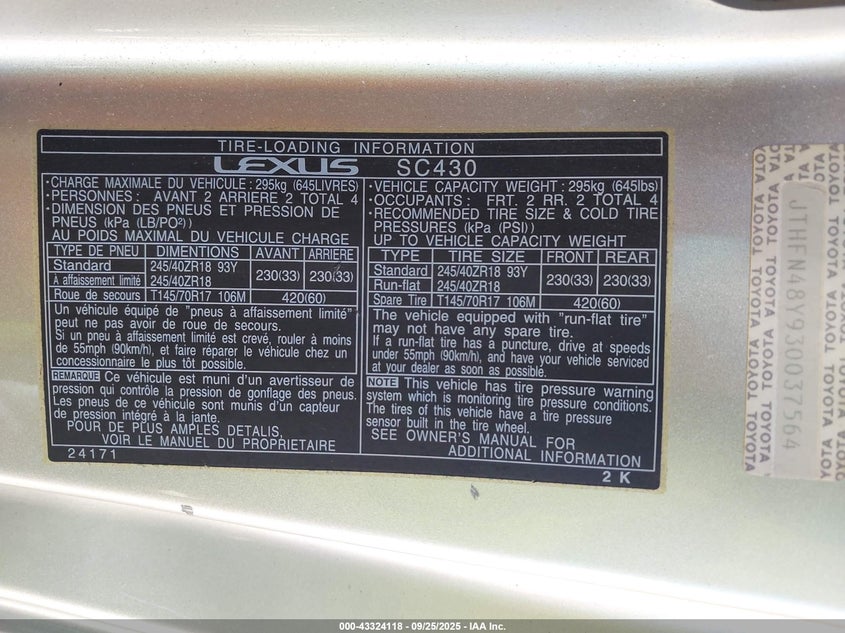 TIRE-LOADING INFORMATION
LEXUS SC430
•CHARGE MAXIMALE DU VEHICULE : 295kg (645LIVRES)
•PERSONNES: AVANT 2 ARRIERE 2 TOTAL 4
•DIMENSION DES PNEUS ET PRESSION DE
PNEUS (kPa (LB/PO²))
AU POIDS MAXIMAL DU VEHICULE CHARGE
TYPE DE PNEU DIMENSIONS AVANT ARRIERE
Standard 245/40ZR18 93Y 230(33) 230(33)
A affaissement limité 245/40ZR18
Roue de secours T145/70R17 106M 420(60)
Un véhicule équipé de "pneus à affaissement limité"
peut ne pas avoir de roue de secours.
Si un pneu à affaissement limité est crevé, rouler à moins
de 55mph (90km/h), et faire réparer le véhicule chez un
concessionnaire le plus tôt possible.
REMARQUE Ce véhicule est muni d'un avertisseur de
pression qui contrôle la pression de gonflage des pneus.
Les pneus de ce véhicule sont munis d'un capteur
de pression intégré à la jante.
POUR DE PLUS AMPLES DETAILS,
VOIR LE MANUEL DU PROPRIETAIRE
24171
•VEHICLE CAPACITY WEIGHT : 295kg (645lbs)
•OCCUPANTS: FRT. 2 RR. 2 TOTAL 4
•RECOMMENDED TIRE SIZE & COLD TIRE
PRESSURES (kPa (PSI))
UP TO VEHICLE CAPACITY WEIGHT
TYPE TIRE SIZE FRONT REAR
Standard 245/40ZR18 93Y 230(33) 230(33)
Run-flat 245/40ZR18
Spare Tire T145/70R17 106M 420(60)
The vehicle equipped with "run-flat tire"
may not have any spare tire.
If a run-flat tire has a puncture, drive at speeds
under 55mph (90km/h), and have your vehicle serviced
at your dealer as soon as possible.
NOTE This vehicle has tire pressure warning
system which is monitoring tire pressure conditions.
The tires of this vehicle have a tire pressure
sensor built in the tire wheel.
SEE OWNER'S MANUAL FOR
ADDITIONAL INFORMATION
2 K
JTHFN48Y930037564
TOYOTA TOYOTA TOYOTA TOYOTA TOYOTA
000-43324118 - 09/25/2025 - IAA Inc.